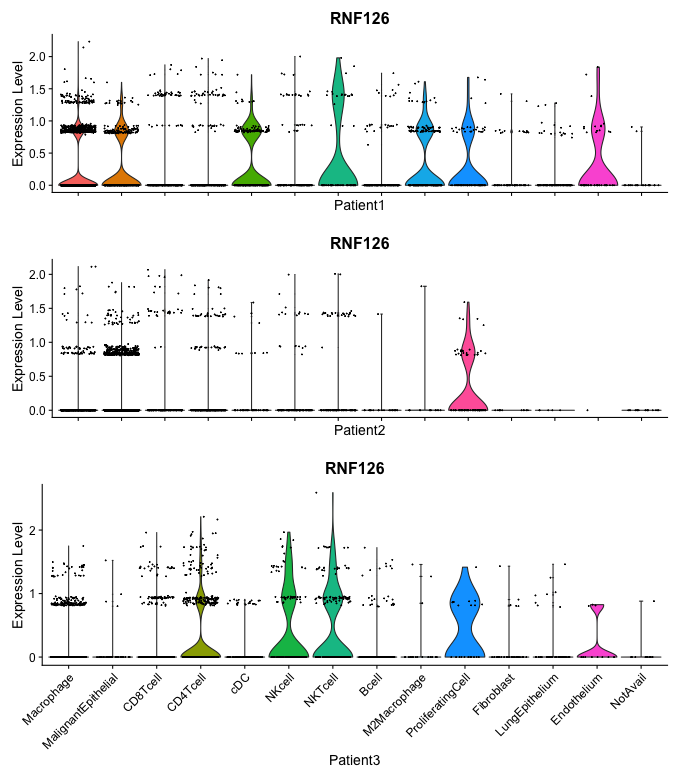 RNF126
Expression Level
2.0
1.5
1.0
0.5
0.0
Patient1
RNF126
Expression Level
2.0
1.5
1.0
0.5
0.0
Patient2
RNF126
Expression Level
2
1
0
Macrophage
MalignantEpithelial
CD8Tcell
CD4Tcell
cDC
NKcell
NKTcell
Bcell
M2Macrophage
ProliferatingCell
Fibroblast
LungEpithelium
Endothelium
NotAvail
Patient3